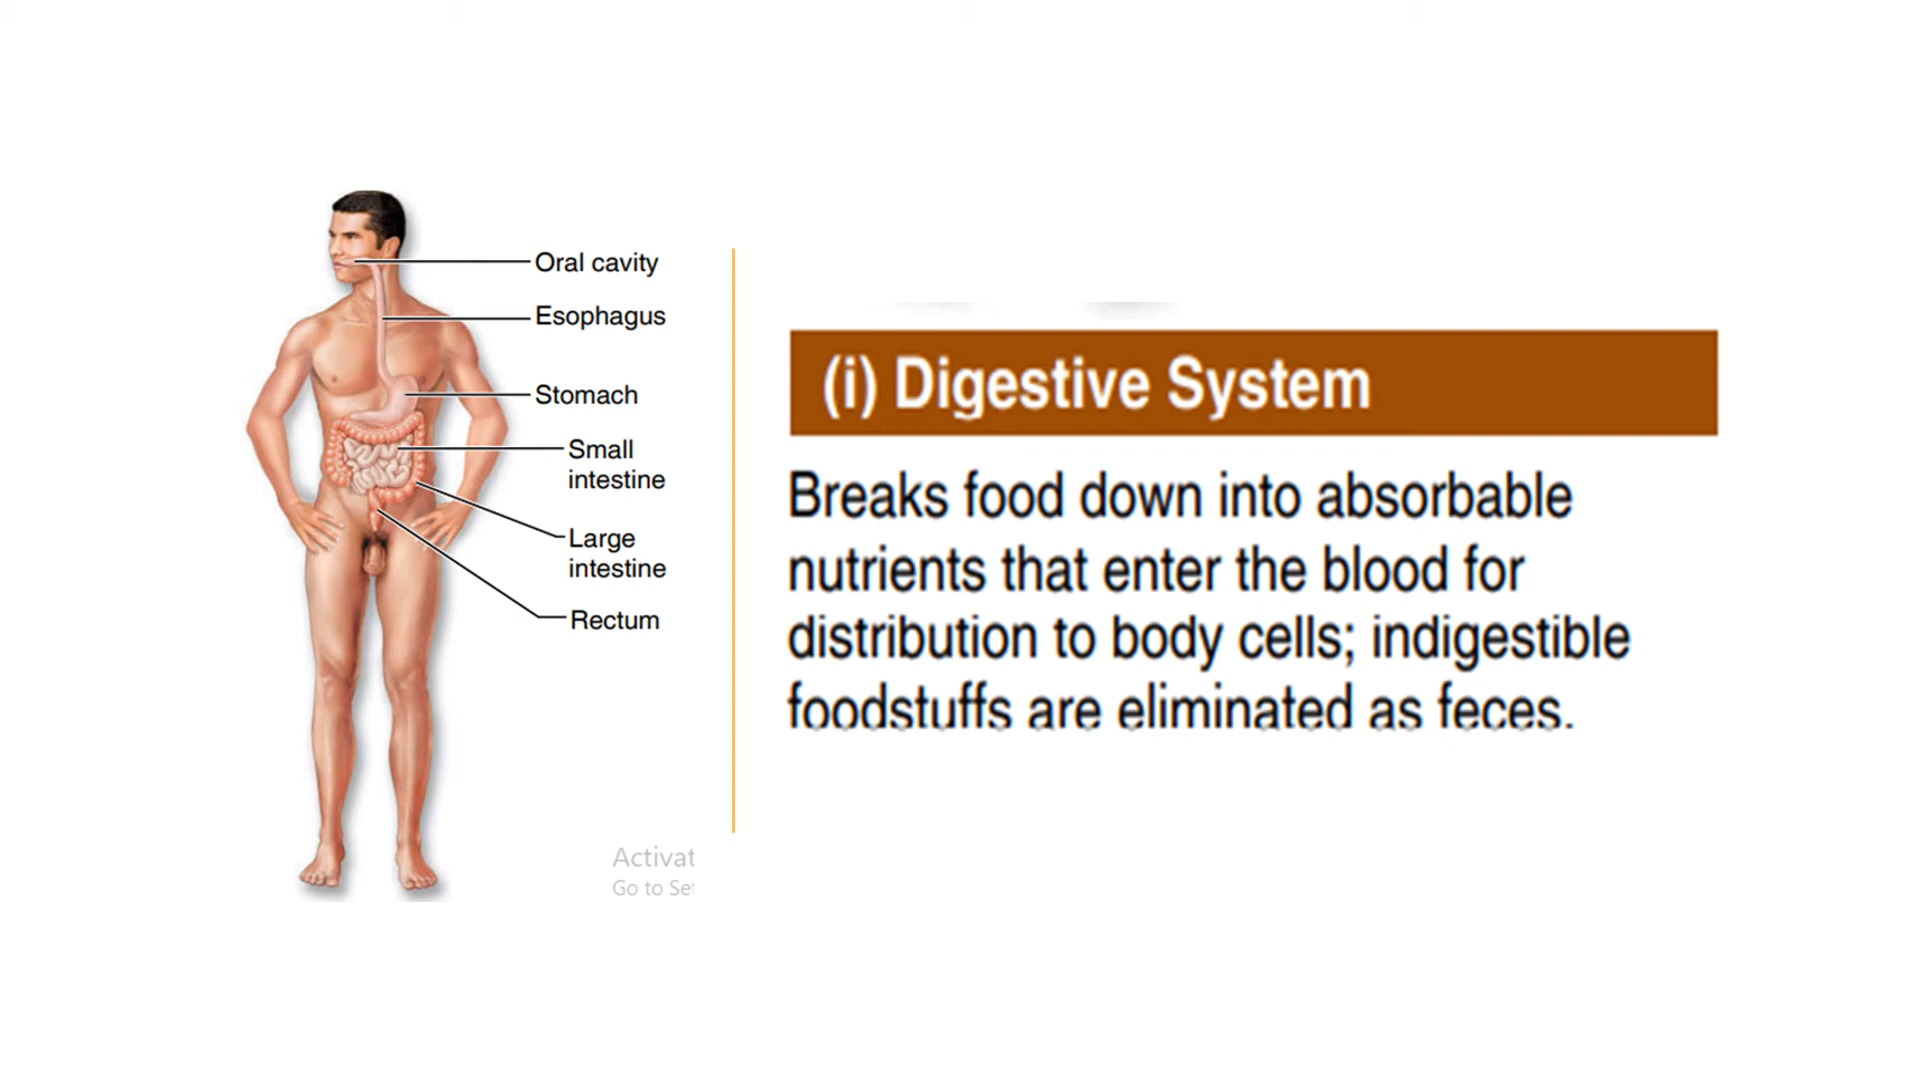 Oral cavity
Esophagus
Stomach
Small
intestine
Large
intestine
Rectum
Activat
Go to Set
(i) Digestive System
Breaks food down into absorbable
nutrients that enter the blood for
distribution to body cells; indigestible
foodstuffs are eliminated as feces.